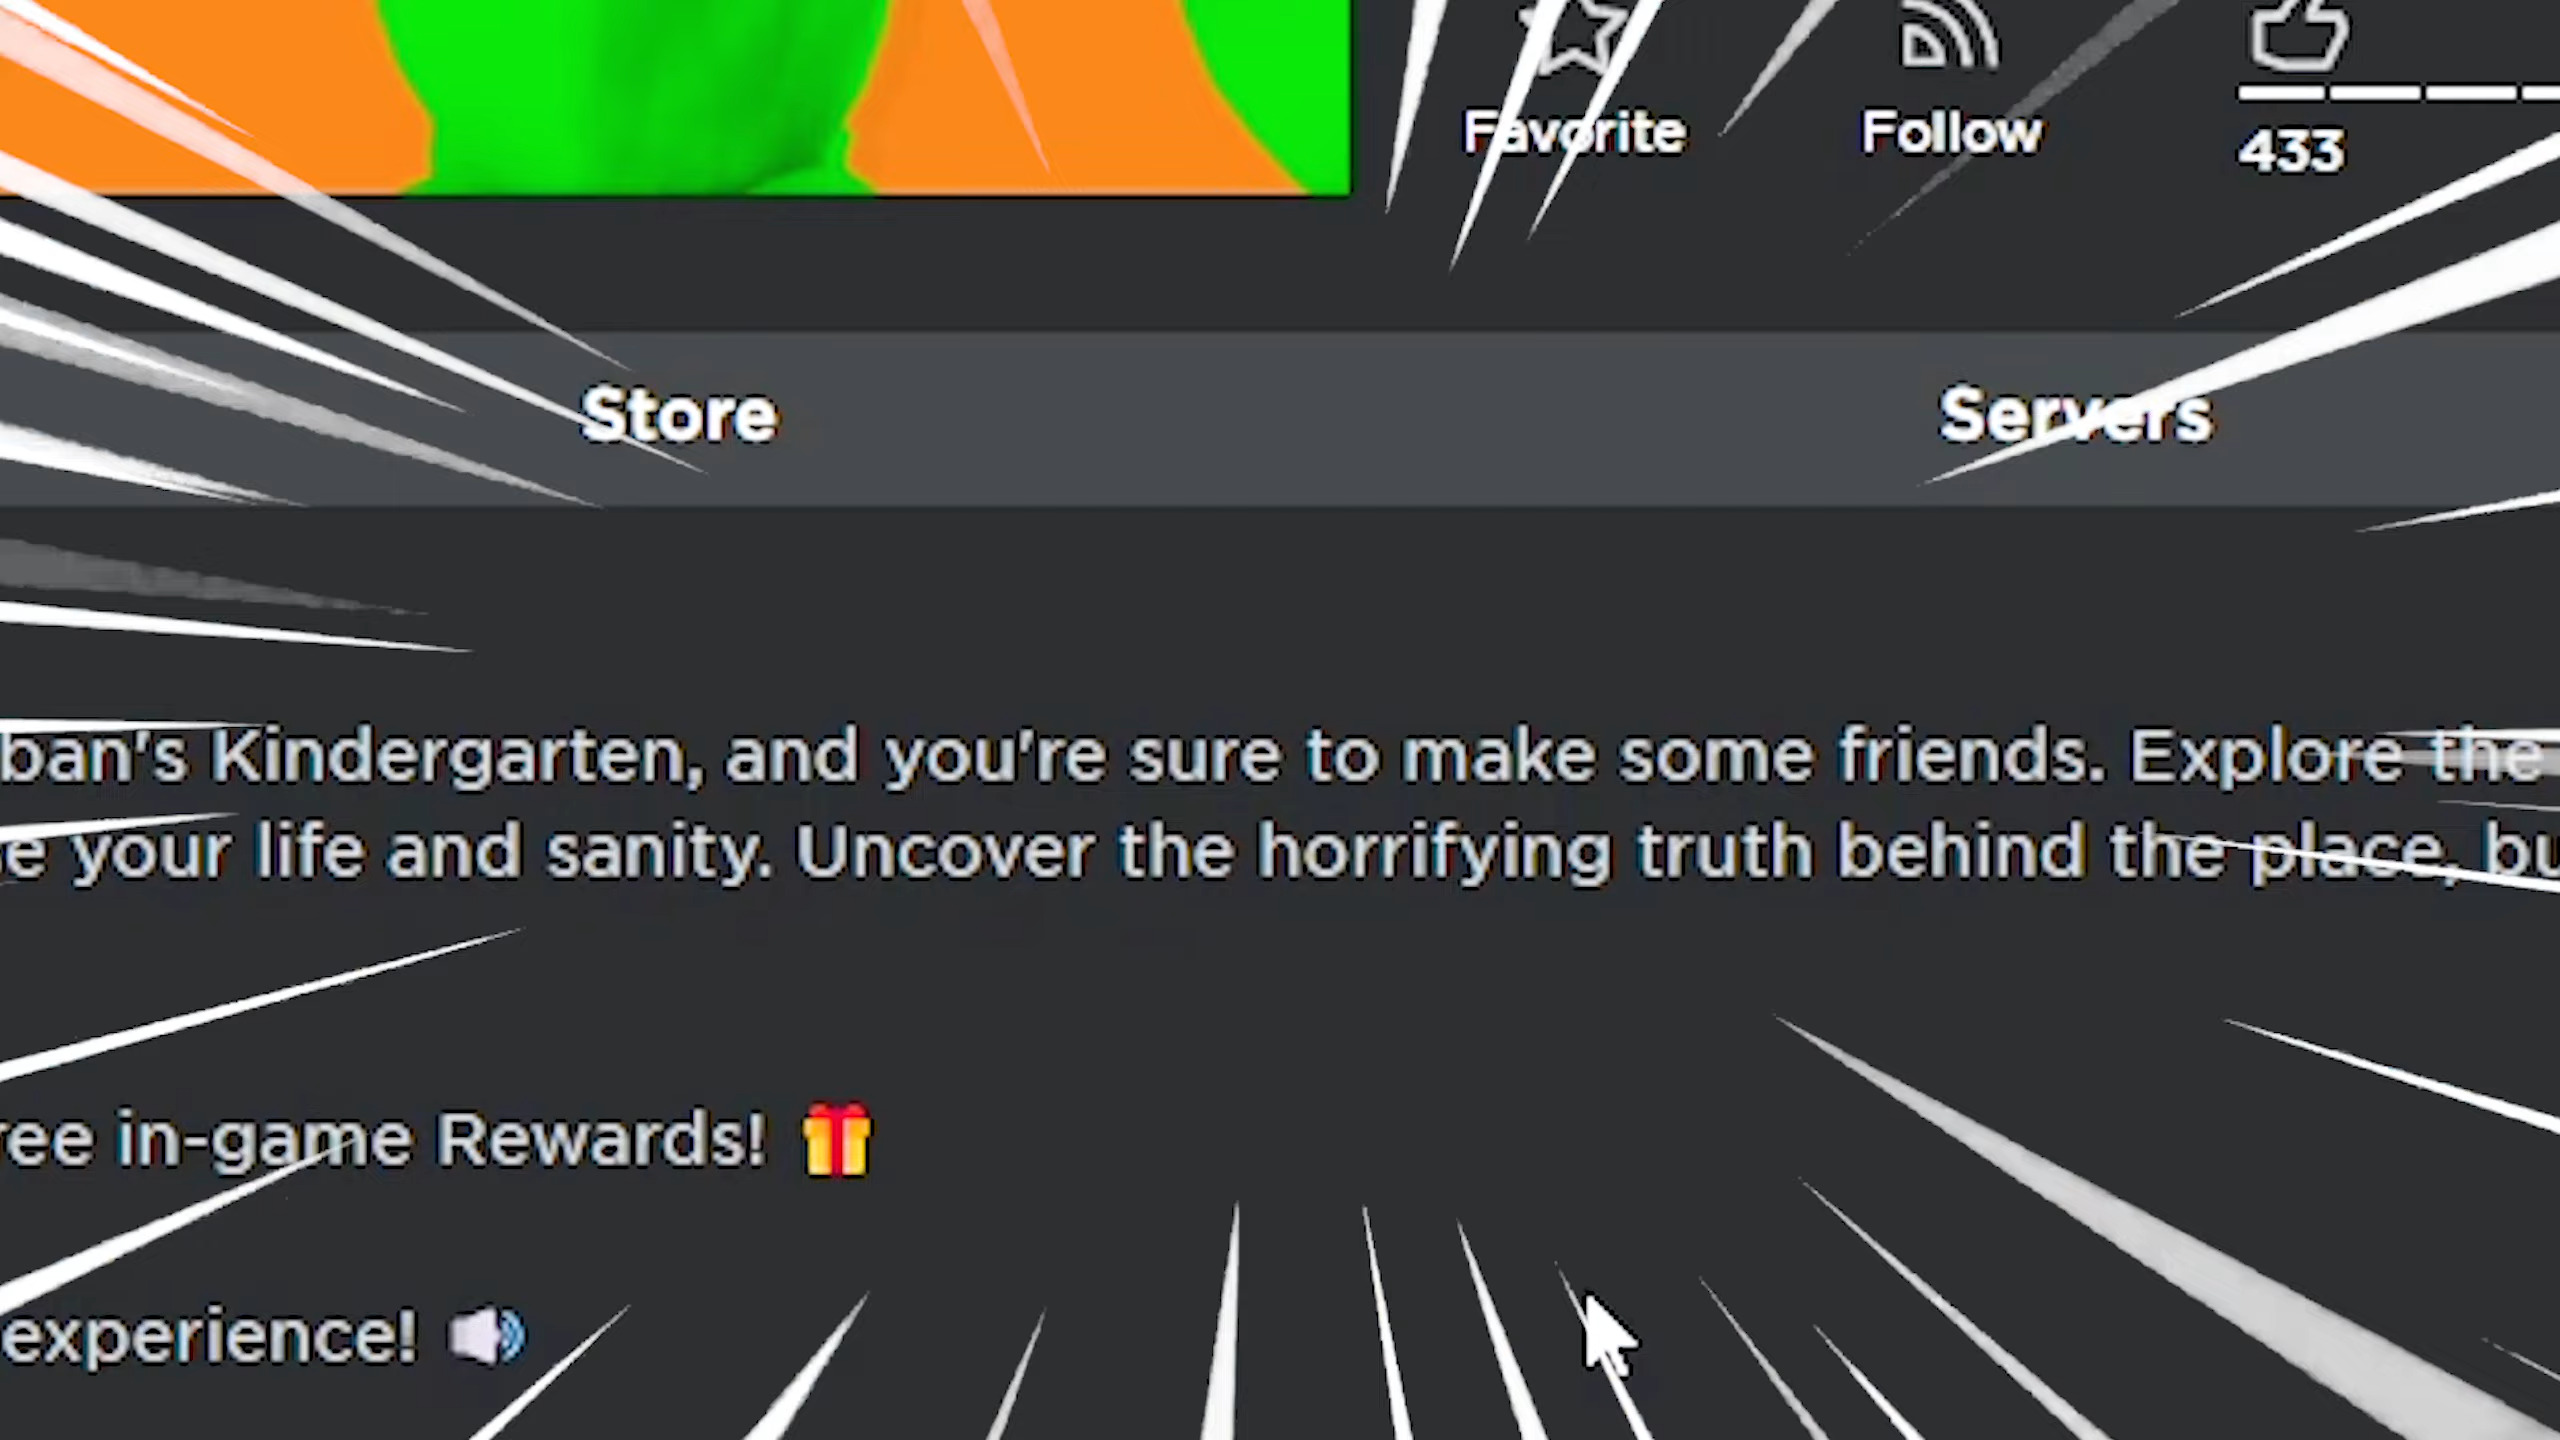 Favorite
Follow
433
Store
Servers
ban's Kindergarten, and you're sure to make some friends. Explore the
e your life and sanity. Uncover the horrifying truth behind the place, bu
ree in-game Rewards!
experience!